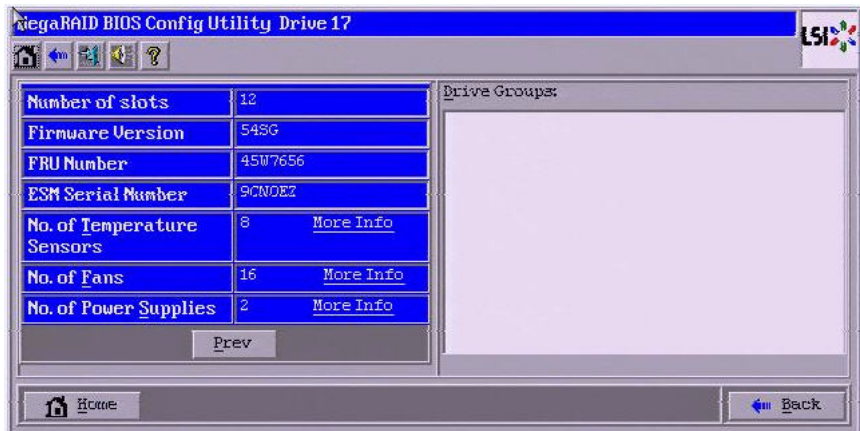 MegaRAID BIOS Config Utility Drive 17
LSI
Number of slots 12
Drive Groups:
Firmware Version 54SG
FRU Number 45W7656
ESM Serial Number 9CNOEZ
No. of Temperature Sensors 8 More Info
No. of Fans 16 More Info
No. of Power Supplies 2 More Info
Prev
Home
Back